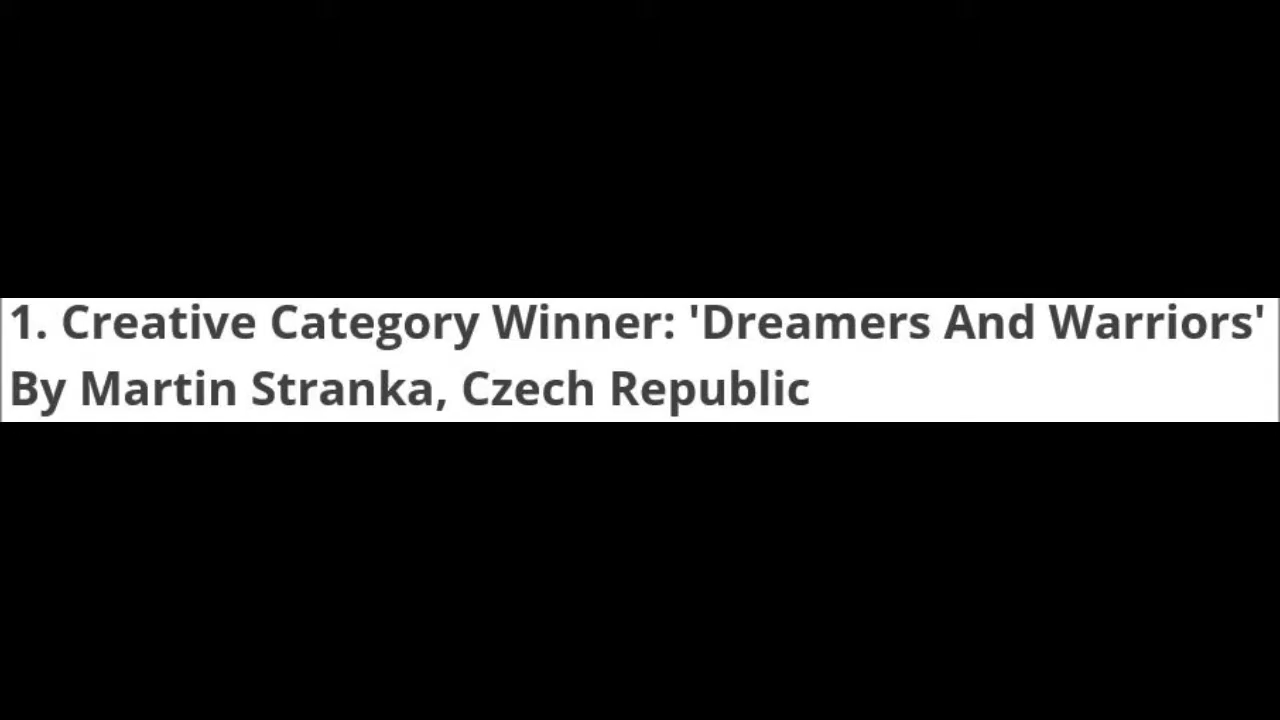 1. Creative Category Winner: 'Dreamers And Warriors'
By Martin Stranka, Czech Republic